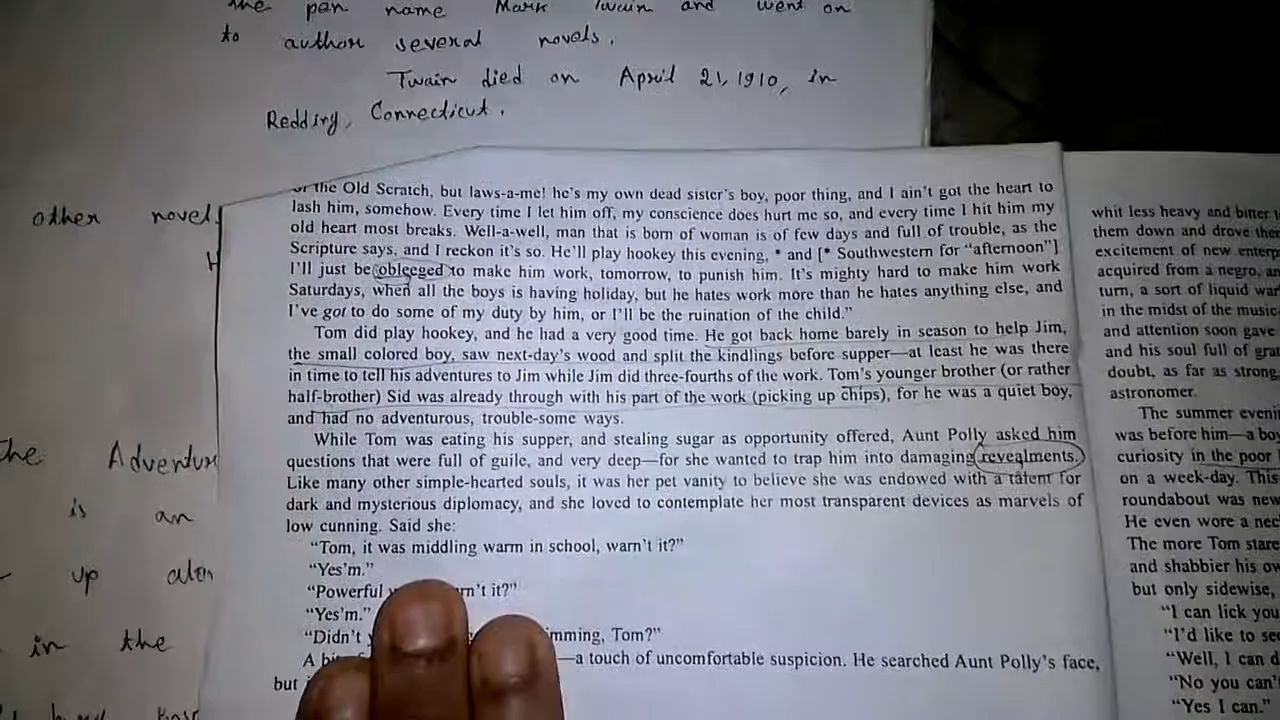 the pen name Mark Twain and went on
to author several novels.
Twain died on April 21, 1910, in
Redding, Connecticut.
other novel
H
the Adventur
is an
up alon
in the
or the Old Scratch, but laws-a-me! he's my own dead sister's boy, poor thing, and I ain't got the heart to
lash him, somehow. Every time I let him off, my conscience does hurt me so, and every time I hit him my
old heart most breaks. Well-a-well, man that is born of woman is of few days and full of trouble, as the
Scripture says, and I reckon it's so. He'll play hookey this evening, * and [* Southwestern for "afternoon"]
I'll just be obleeged to make him work, tomorrow, to punish him. It's mighty hard to make him work
Saturdays, when all the boys is having holiday, but he hates work more than he hates anything else, and
I've got to do some of my duty by him, or I'll be the ruination of the child."
Tom did play hookey, and he had a very good time. He got back home barely in season to help Jim,
the small colored boy, saw next-day's wood and split the kindlings before supper—at least he was there
in time to tell his adventures to Jim while Jim did three-fourths of the work. Tom's younger brother (or rather
half-brother) Sid was already through with his part of the work (picking up chips), for he was a quiet boy,
and had no adventurous, trouble-some ways.
While Tom was eating his supper, and stealing sugar as opportunity offered, Aunt Polly asked him
questions that were full of guile, and very deep—for she wanted to trap him into damaging revealments.
Like many other simple-hearted souls, it was her pet vanity to believe she was endowed with a talent for
dark and mysterious diplomacy, and she loved to contemplate her most transparent devices as marvels of
low cunning. Said she:
"Tom, it was middling warm in school, warn't it?"
"Yes'm."
"Powerful rn't it?"
"Yes'm."
"Didn't imming, Tom?"
A —a touch of uncomfortable suspicion. He searched Aunt Polly's face,
but
whit less heavy and bitter
them down and drove
excitement of new enterp
acquired from a negro, an
turn, a sort of liquid war
in the midst of the music
and attention soon gave
and his soul full of grat
doubt, as far as strong,
astronomer.
The summer eveni
was before him—a boy
curiosity in the poor
on a week-day. This
roundabout was new
He even wore a nec
The more Tom stare
and shabbier his ow
but only sidewise,
"I can lick you
"I'd like to se
"Well, I can d
"No you can'
"Yes I can."